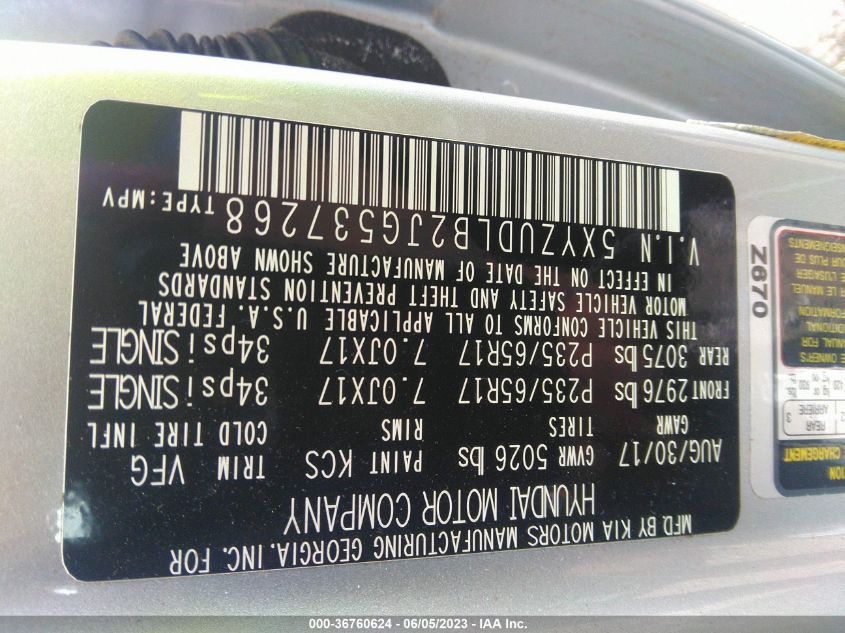 MFD.BY KIA MOTORS MANUFACTURING GEORGIA, INC. FOR
HYUNDAI MOTOR COMPANY
AUG/30/17 GVWR 5026 lbs PAINT KCS TRIM VFG
GAWR TIRES RIMS COLD TIRE INFL
FRONT 2976 lbs P235/65R17 7.0JX17 34psi SINGLE
REAR 3075 lbs P235/65R17 7.0JX17 34psi SINGLE
THIS VEHICLE CONFORMS TO ALL APPLICABLE U.S.A. FEDERAL
MOTOR VEHICLE SAFETY AND THEFT PREVENTION STANDARDS
IN EFFECT ON THE DATE OF MANUFACTURE SHOWN ABOVE
V.I.N 5XYZUDLB2JG537268 TYPE:MPV
CHARGEMENT
REAR 3
ARRIERE
Z670
000-36760624 - 06/05/2023 - IAA Inc.